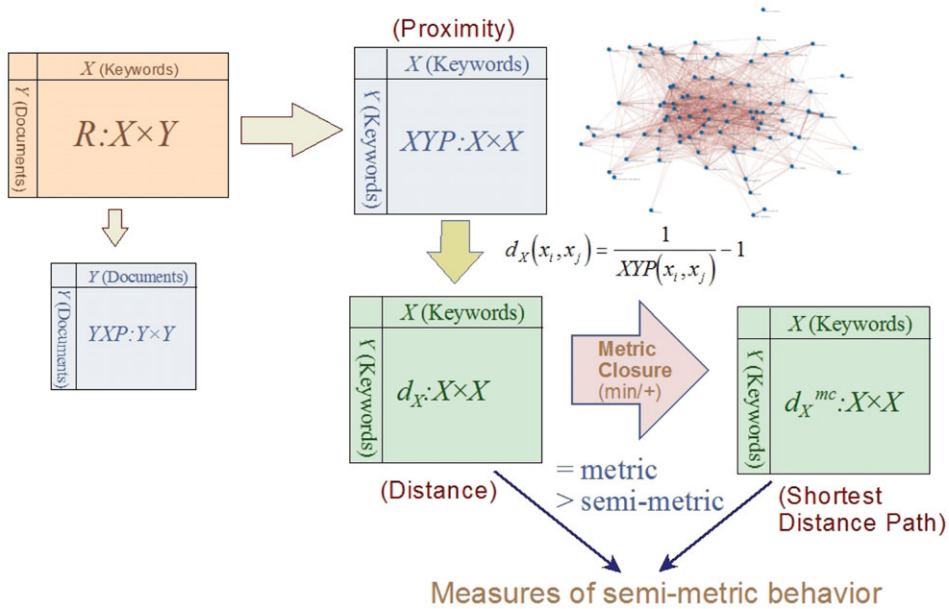 (Proximity)
X (Keywords)
Y (Documents)
R:X×Y
X (Keywords)
Y (Keywords)
XYP:X×X
Y (Documents)
Y (Documents)
YXP:Y×Y
d_X(x_i,x_j)=1/XYP(x_i,x_j)-1
X (Keywords)
Y (Keywords)
d_X:X×X
(Distance)
Metric
Closure
(min/+)
X (Keywords)
Y (Keywords)
d_X^mc:X×X
(Shortest
Distance Path)
= metric
> semi-metric
Measures of semi-metric behavior